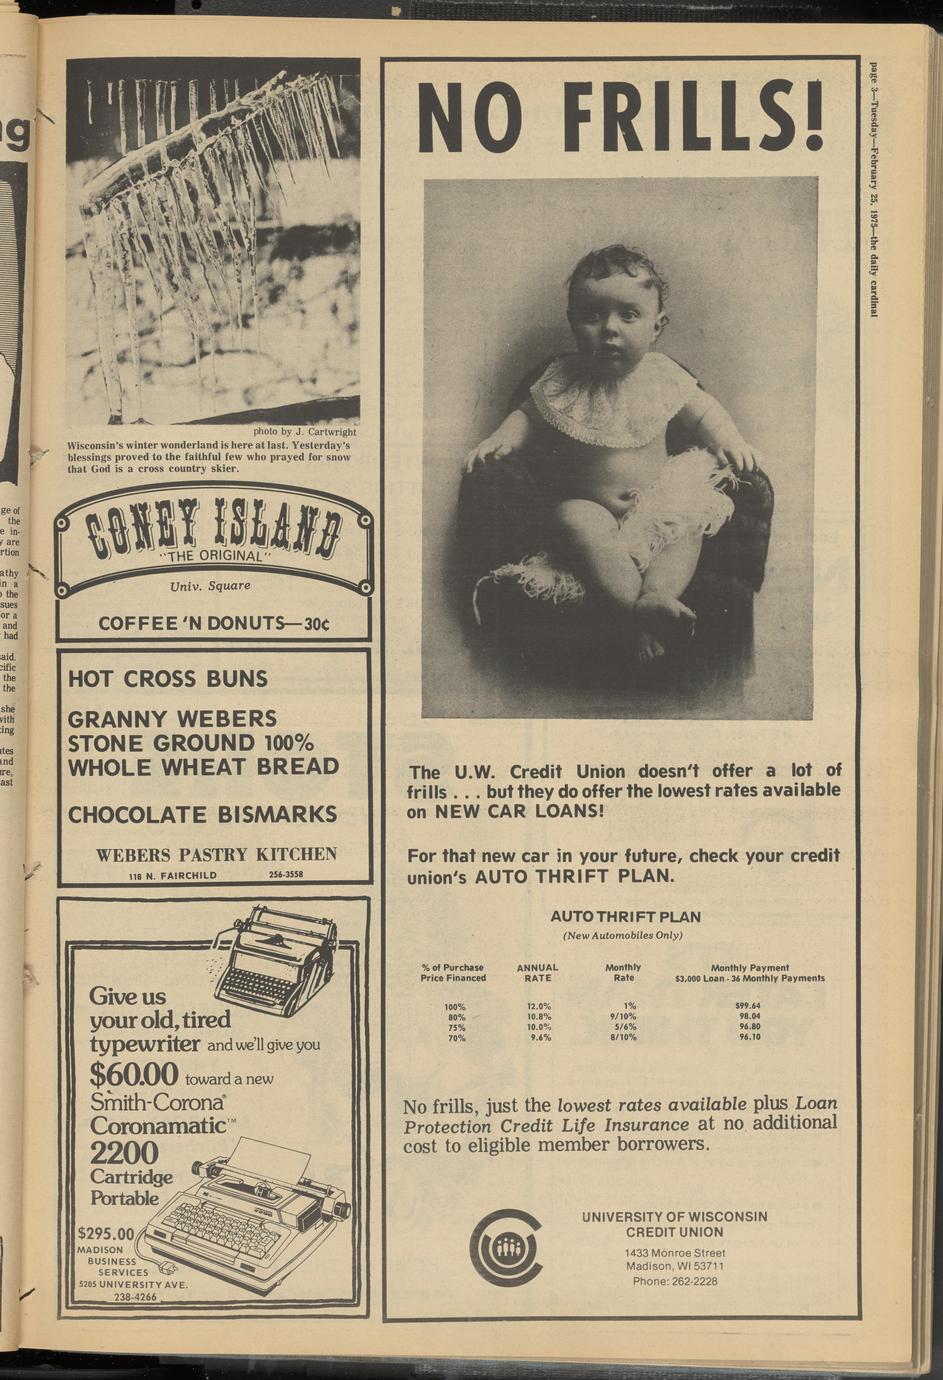 photo by J. Cartwright
Wisconsin's winter wonderland is here at last. Yesterday's
blessings proved to the faithful few who prayed for snow
that God is a cross country skier.
CONEY ISLAND
"THE ORIGINAL"
Univ. Square
COFFEE 'N DONUTS—30¢
HOT CROSS BUNS
GRANNY WEBERS
STONE GROUND 100%
WHOLE WHEAT BREAD
CHOCOLATE BISMARKS
WEBERS PASTRY KITCHEN
118 N. FAIRCHILD 256-3558
Give us
your old, tired
typewriter and we'll give you
$60.00 toward a new
Smith-Corona®
Coronamatic™
2200
Cartridge
Portable
$295.00
MADISON
BUSINESS
SERVICES
5205 UNIVERSITY AVE.
238-4266
NO FRILLS!
The U.W. Credit Union doesn't offer a lot of
frills . . . but they do offer the lowest rates available
on NEW CAR LOANS!
For that new car in your future, check your credit
union's AUTO THRIFT PLAN.
AUTO THRIFT PLAN
(New Automobiles Only)
% of Purchase ANNUAL Monthly Monthly Payment
Price Financed RATE Rate $3,000 Loan - 36 Monthly Payments
100% 12.0% 1% $99.64
80% 10.8% 9/10% 98.04
75% 10.0% 5/6% 96.80
70% 9.6% 8/10% 96.10
No frills, just the lowest rates available plus Loan
Protection Credit Life Insurance at no additional
cost to eligible member borrowers.
UNIVERSITY OF WISCONSIN
CREDIT UNION
1433 Monroe Street
Madison, WI 53711
Phone: 262-2228
page 3—Tuesday—February 25, 1975—the daily cardinal